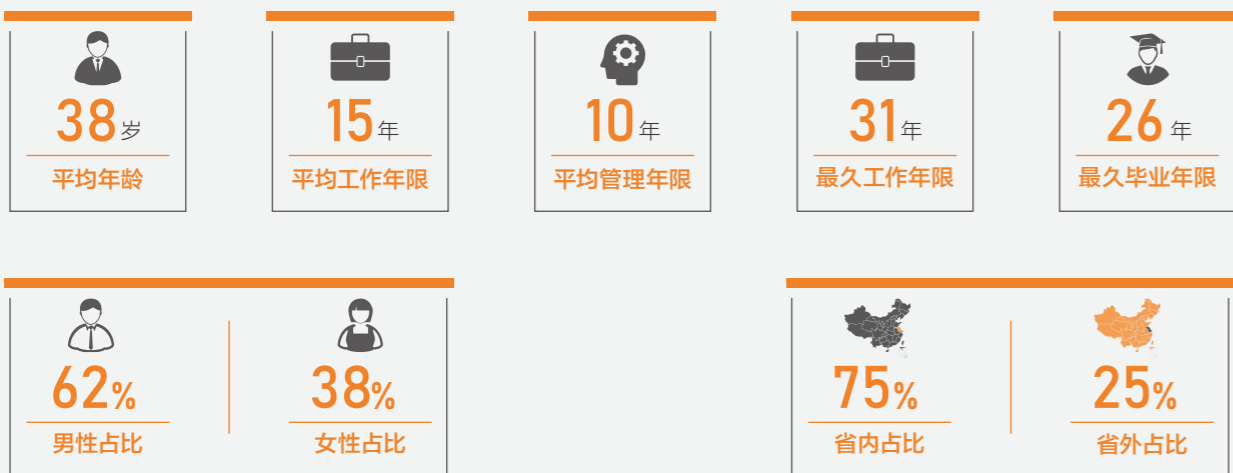 38岁
平均年龄
15年
平均工作年限
10年
平均管理年限
31年
最久工作年限
26年
最久毕业年限
62%
男性占比
38%
女性占比
75%
省内占比
25%
省外占比